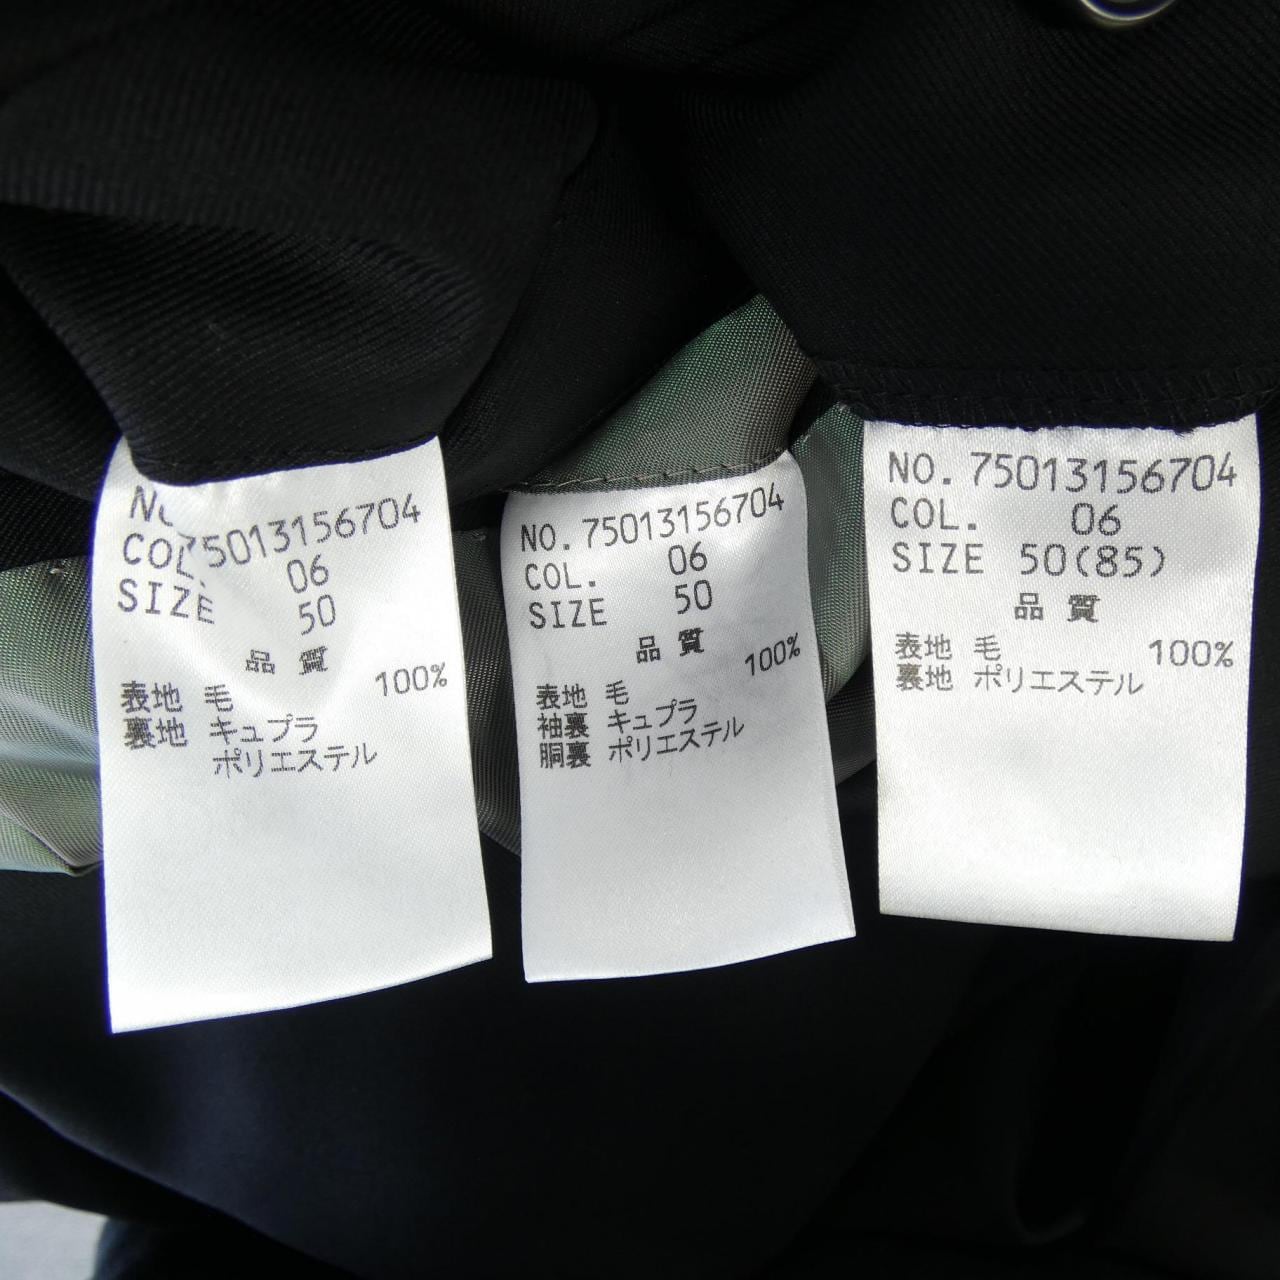 NO. 75013156704
COL. 06
SIZE 50
品質
表地 毛 100%
裏地 キュプラ
ポリエステル
NO. 75013156704
COL. 06
SIZE 50
品質
表地 毛 100%
袖裏 キュプラ
胴裏 ポリエステル
NO. 75013156704
COL. 06
SIZE 50(85)
品質
表地 毛 100%
裏地 ポリエステル